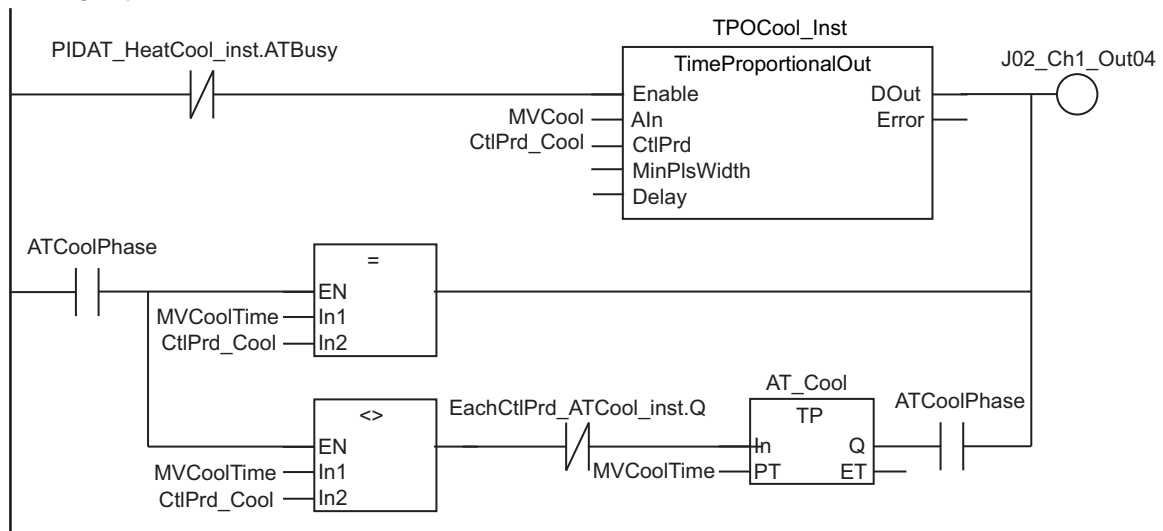 TPOCool_Inst
PIDAT_HeatCool_inst.ATBusy
TimeProportionalOut
J02_Ch1_Out04
Enable DOut
MVCool AIn Error
CtlPrd_Cool CtlPrd
MinPlsWidth
Delay
ATCoolPhase
=
EN
MVCoolTime In1
CtlPrd_Cool In2
AT_Cool
<> EachCtlPrd_ATCool_inst.Q TP ATCoolPhase
EN In Q
MVCoolTime In1 MVCoolTime PT ET
CtlPrd_Cool In2